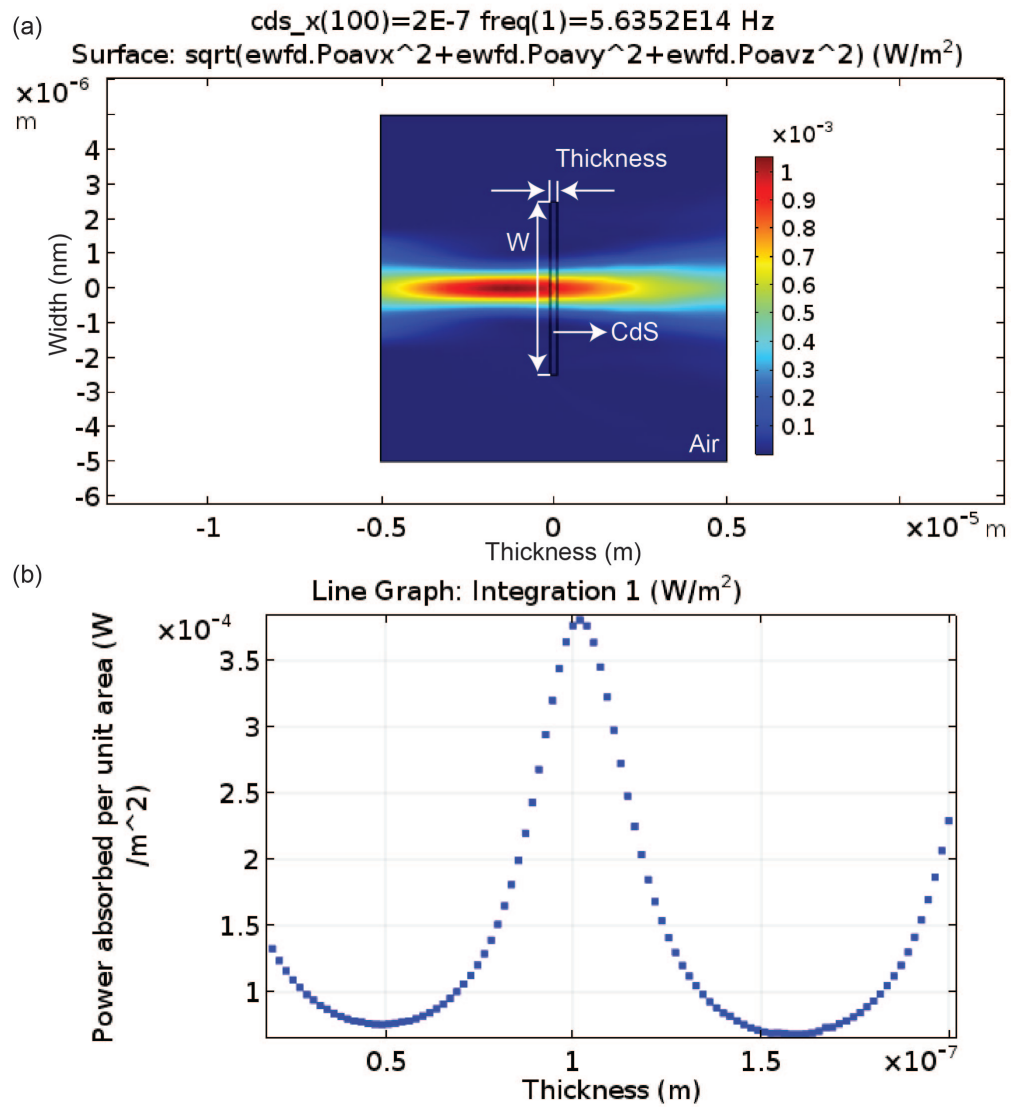 (a)
cds_x(100)=2E-7 freq(1)=5.6352E14 Hz
Surface: sqrt(ewfd.Poavx^2+ewfd.Poavy^2+ewfd.Poavz^2) (W/m²)
×10⁻⁶
m
4
3
2
1
0
-1
-2
-3
-4
-5
-6
Width (nm)
Thickness
W
CdS
Air
×10⁻³
1
0.9
0.8
0.7
0.6
0.5
0.4
0.3
0.2
0.1
-1
-0.5
0
0.5
×10⁻⁵ m
Thickness (m)
(b)
Line Graph: Integration 1 (W/m²)
×10⁻⁴
Power absorbed per unit area (W
/m^2)
3.5
3
2.5
2
1.5
1
0.5
1
1.5
×10⁻⁷
Thickness (m)